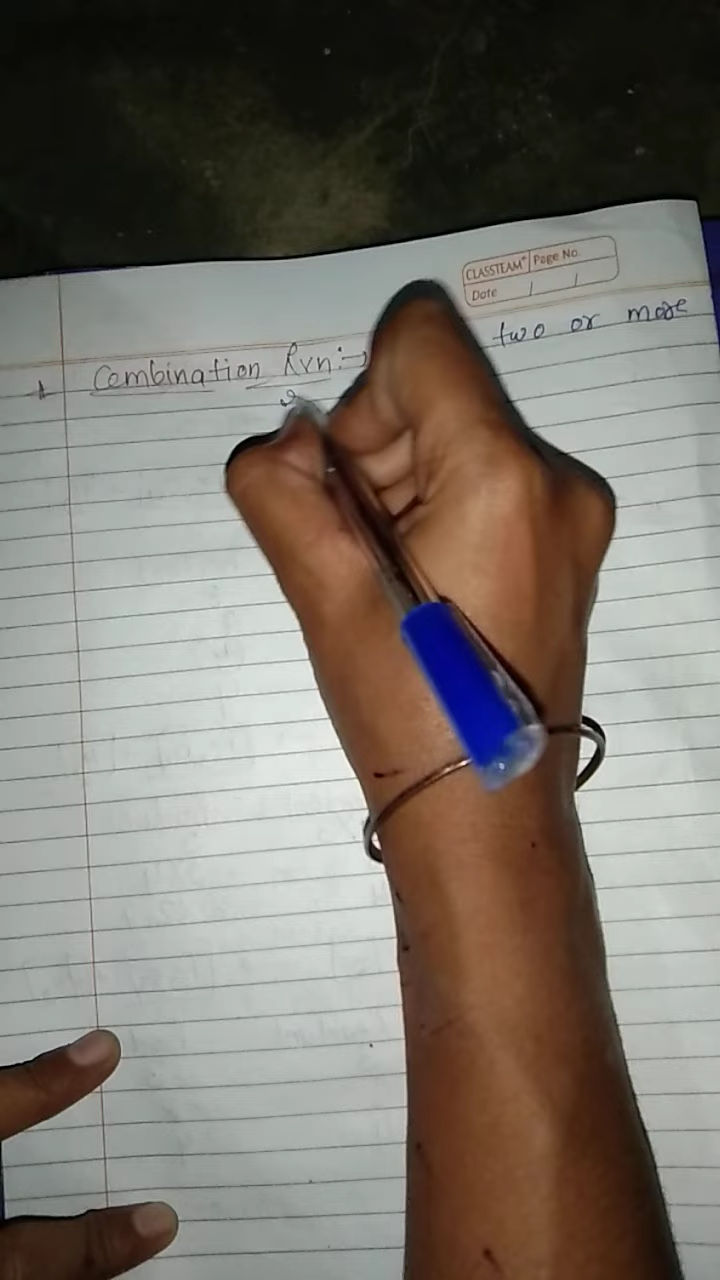 CLASSTEAM Page No.
Date / /
Combination Rxn:→ two or more